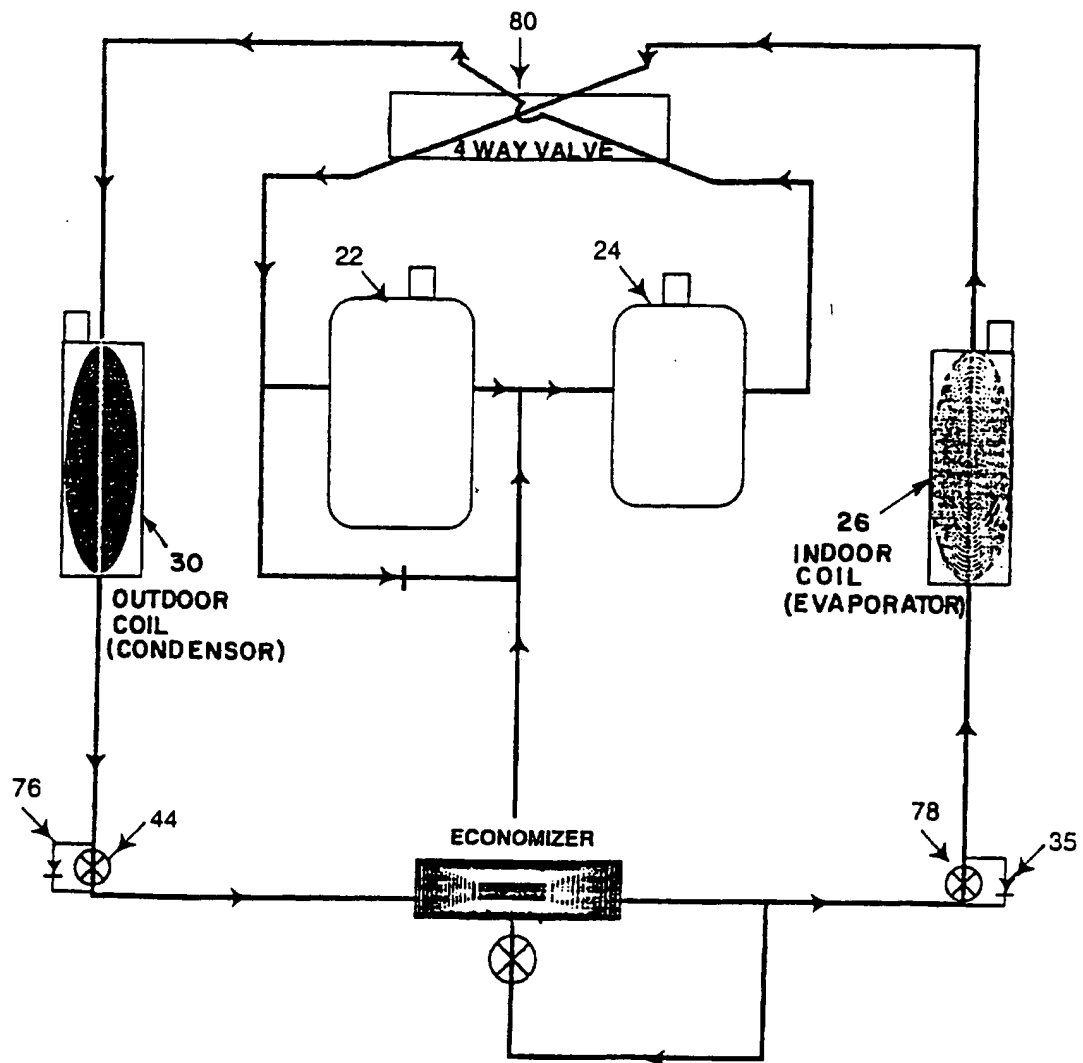 80
4 WAY VALVE
22
24
30
OUTDOOR
COIL
(CONDENSOR)
26
INDOOR
COIL
(EVAPORATOR)
76
44
ECONOMIZER
78
35